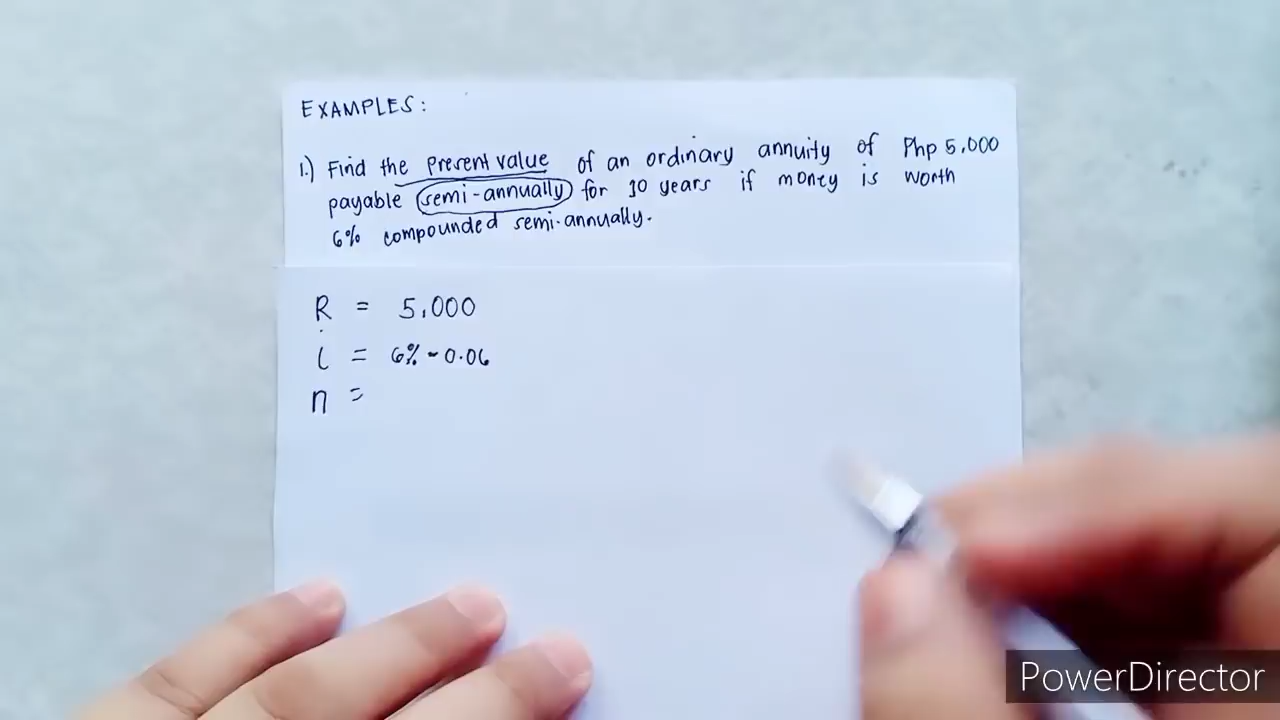 EXAMPLES:
1.) Find the present value of an ordinary annuity of Php 5,000
payable semi-annually for 10 years if money is worth
6% compounded semi-annually.
R = 5,000
i = 6% - 0.06
n =
PowerDirector